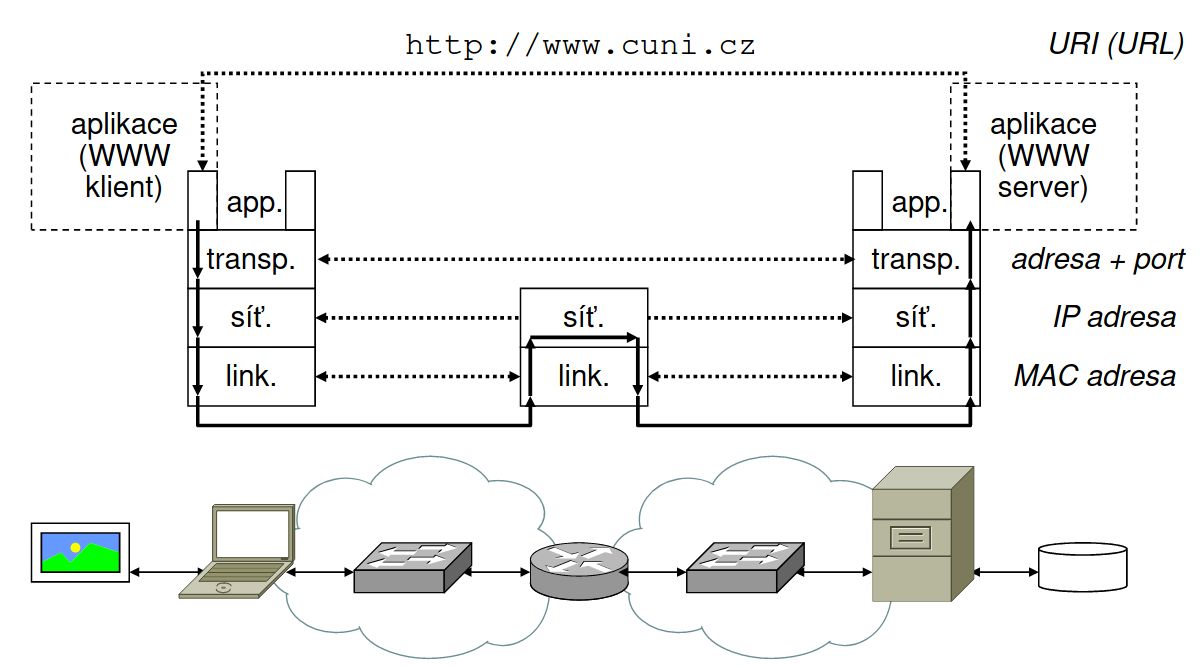 http://www.cuni.cz
URI (URL)
aplikace
(WWW
klient)
aplikace
(WWW
server)
app.
app.
transp.
transp.
adresa + port
síť.
síť.
síť.
IP adresa
link.
link.
link.
MAC adresa